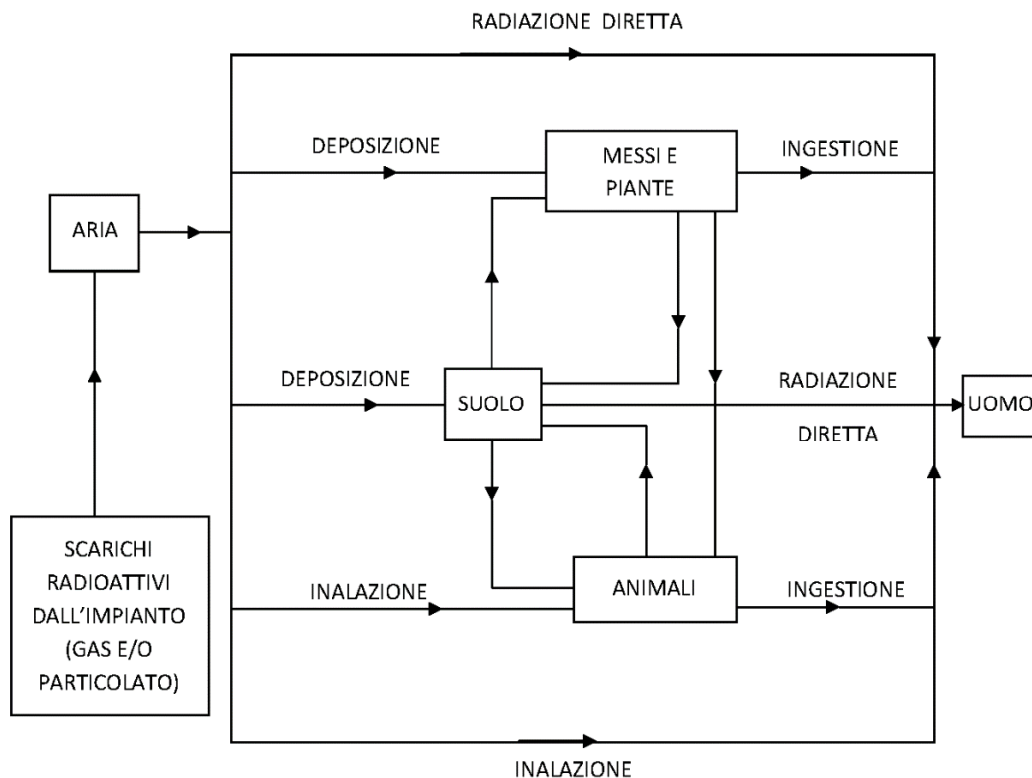 RADIAZIONE DIRETTA
DEPOSIZIONE
MESSI E
PIANTE
INGESTIONE
ARIA
DEPOSIZIONE
SUOLO
RADIAZIONE
DIRETTA
UOMO
SCARICHI
RADIOATTIVI
DALL'IMPIANTO
(GAS E/O
PARTICOLATO)
INALAZIONE
ANIMALI
INGESTIONE
INALAZIONE